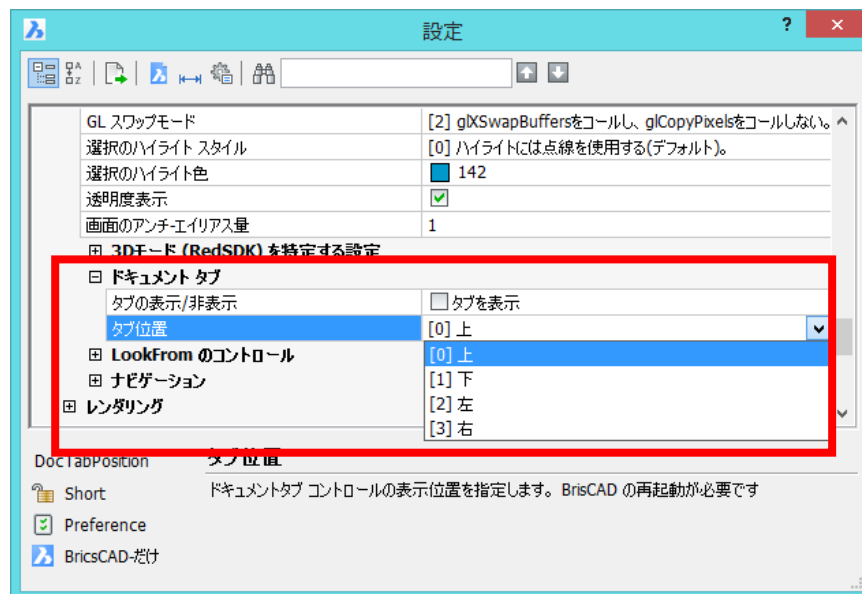 設定
GL スワップモード [2] glXSwapBuffersをコールし、glCopyPixelsをコールしない。
選択のハイライト スタイル [0] ハイライトには点線を使用する(デフォルト)。
選択のハイライト色 142
透明度表示
画面のアンチ-エイリアス量 1
3Dモード (RedSDK) を特定する設定
ドキュメント タブ
タブの表示/非表示 タブを表示
タブ位置 [0] 上
LookFrom のコントロール [0] 上
ナビゲーション [1] 下
レンダリング [2] 左
[3] 右
DocTabPosition タブ位置
Short ドキュメントタブ コントロールの表示位置を指定します。BrisCAD の再起動が必要です
Preference
BricsCAD-だけ